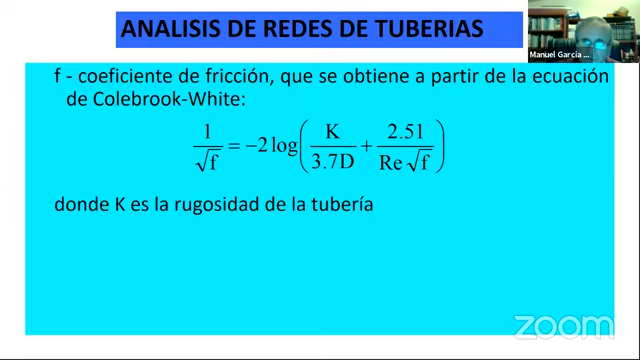 ANALISIS DE REDES DE TUBERIAS
Manuel García ...
f - coeficiente de fricción, que se obtiene a partir de la ecuación
de Colebrook-White:
1/√f = −2 log(K/3.7D + 2.51/Re √f)
donde K es la rugosidad de la tubería
zoom